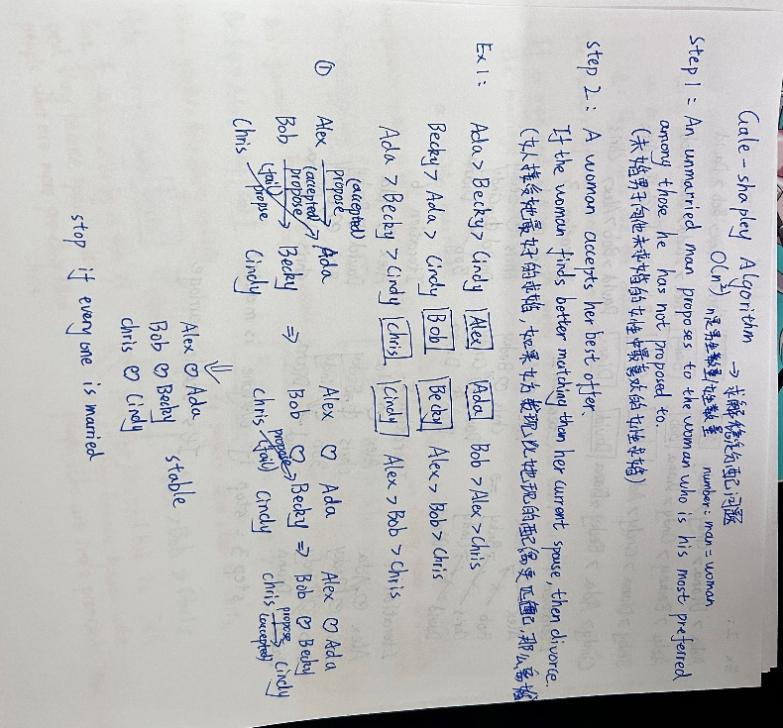 Gale-shapley Algorithm → 求解稳定分配问题
O(n²) n是男生数量/女生数量 number: man = woman
Step 1: An unmarried man proposes to the woman who is his most preferred
among those he has not proposed to.
(未婚男子向他未求婚的女性中最喜欢的女性求婚)
Step 2: A woman accepts her best offer.
If the woman finds better matching than her current spouse, then divorce.
(女人接会她最好的求婚, 如果女方发现比她现的配偶更匹配, 那么离婚
Ex 1: Ada > Becky > Cindy Alex Ada Bob > Alex > Chris
Becky > Ada > Cindy Bob Becky Alex > Bob > Chris
Ada > Becky > Cindy Chris Cindy Alex > Bob > Chris
① Alex propose (accepted) Ada Alex ♡ Ada Alex ♡ Ada
Bob propose (accepted) Becky ⇒ Bob ♡ Becky ⇒ Bob ♡ Becky
Chris propose (fail) Cindy Chris propose (fail) Cindy Chris propose (accepted) Cindy
⇓
Alex ♡ Ada
Bob ♡ Becky stable
Chris ♡ Cindy
stop if every one is married